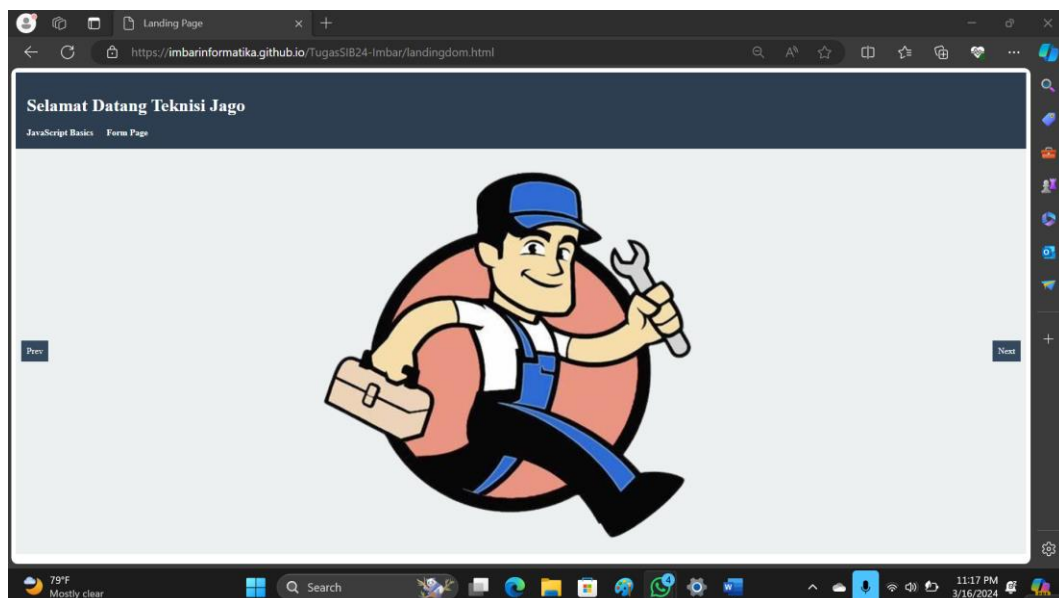 Landing Page
https://imbarinformatika.github.io/TugasSIB24-Imbar/landingdom.html
Selamat Datang Teknisi Jago
JavaScript Basics Form Page
Prev
Next
79°F
Mostly clear
Search
4
11:17 PM
3/16/2024